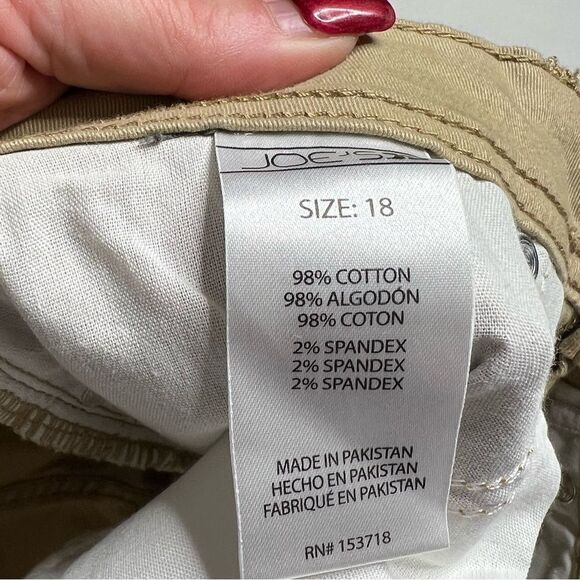 JOE'S
SIZE: 18
98% COTTON
98% ALGODÓN
98% COTON
2% SPANDEX
2% SPANDEX
2% SPANDEX
MADE IN PAKISTAN
HECHO EN PAKISTAN
FABRIQUÉ EN PAKISTAN
RN# 153718